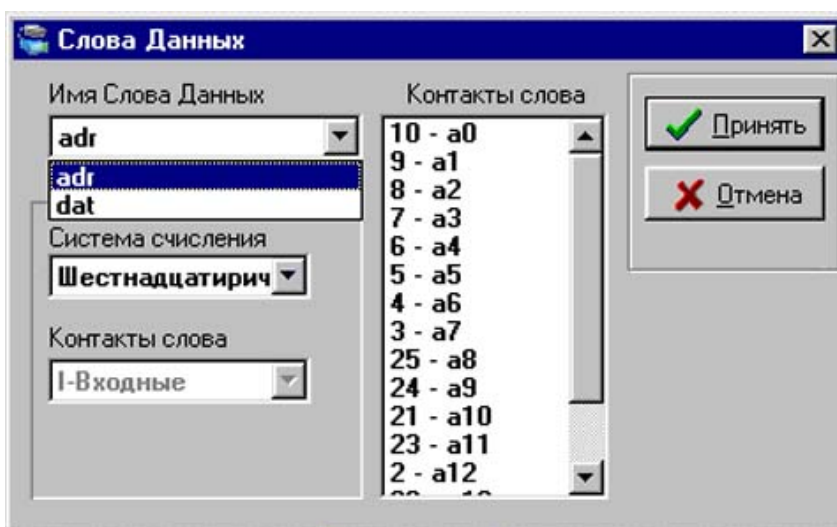 Слова Данных
Имя Слова Данных
adr
adr
dat
Система счисления
Шестнадцатирич
Контакты слова
I-Входные
Контакты слова
10 - a0
9 - a1
8 - a2
7 - a3
6 - a4
5 - a5
4 - a6
3 - a7
25 - a8
24 - a9
21 - a10
23 - a11
2 - a12
Принять
Отмена